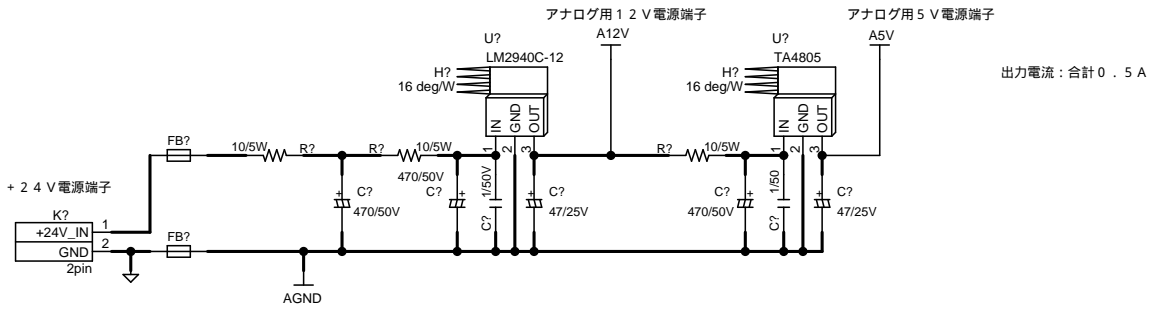 アナログ用１２Ｖ電源端子
A12V
アナログ用５Ｖ電源端子
A5V
出力電流：合計０．５Ａ
U?
LM2940C-12
H?
16 deg/W
IN
GND
OUT
1
2
3
U?
TA4805
H?
16 deg/W
IN
GND
OUT
1
2
3
FB?
10/5W
R?
R?
10/5W
R?
10/5W
＋２４Ｖ電源端子
K?
+24V_IN
1
GND
2
2pin
FB?
C?
470/50V
470/50V
C?
1/50V
C?
C?
47/25V
C?
470/50V
1/50
C?
C?
47/25V
AGND